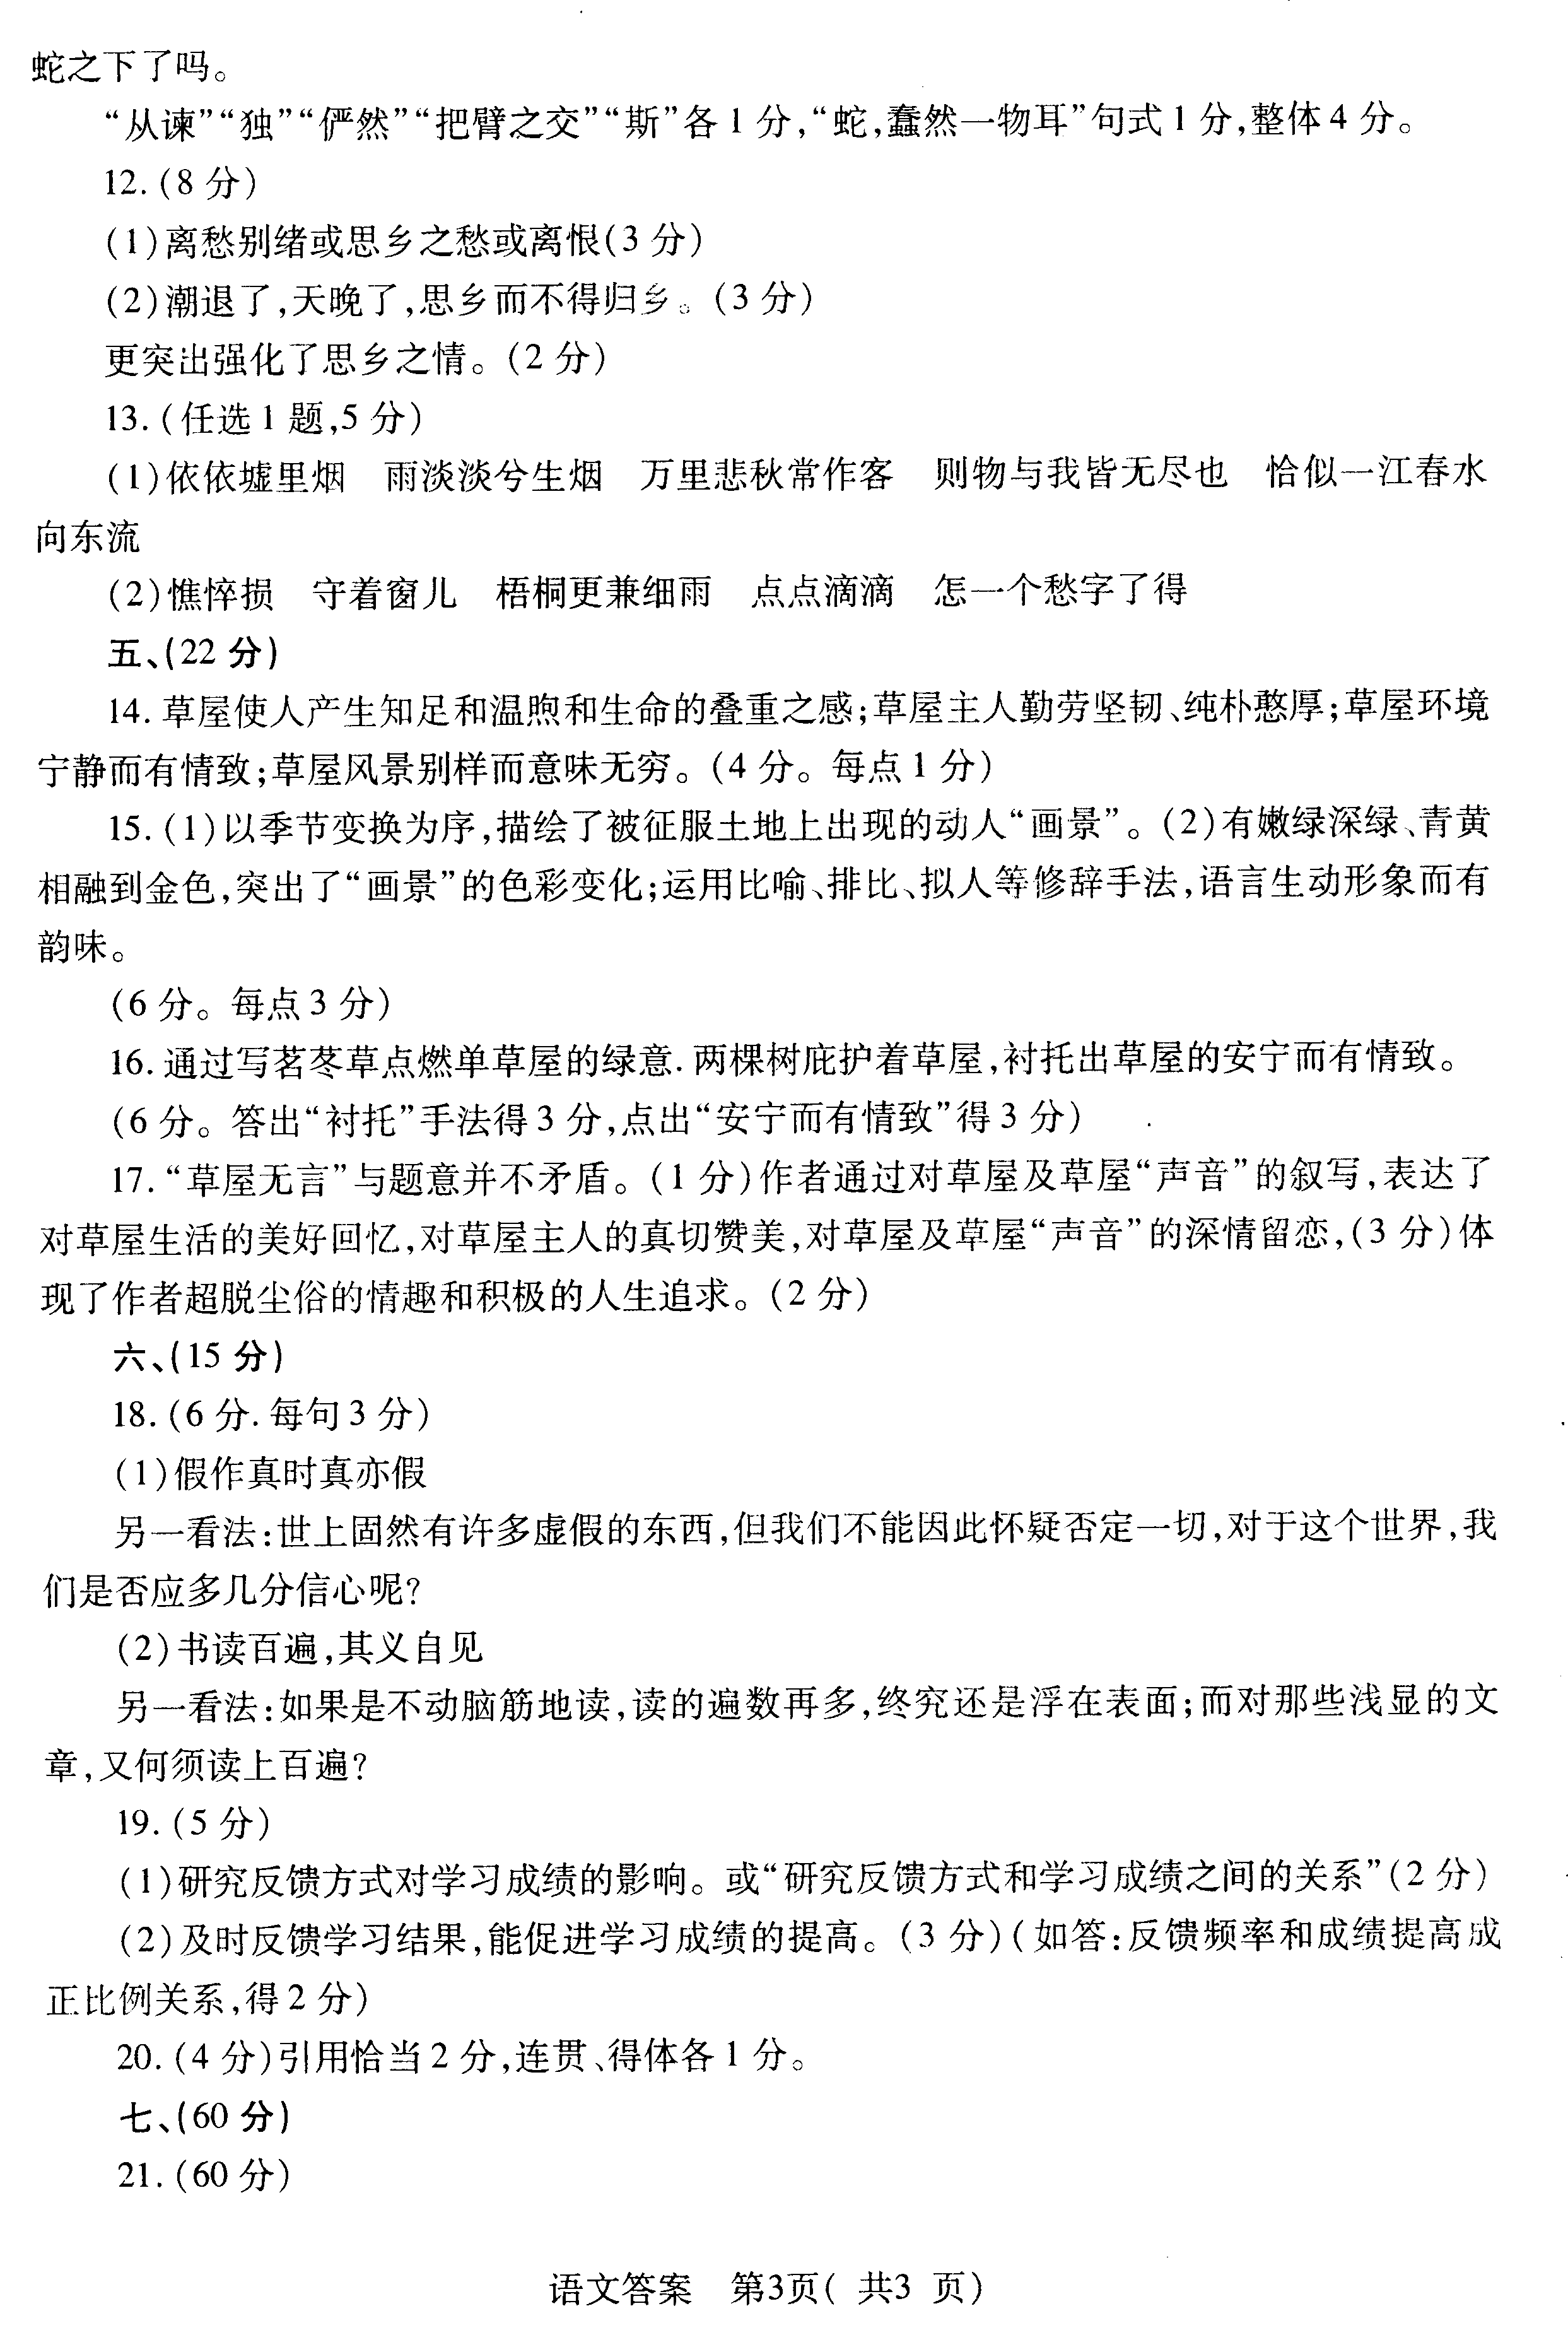 蛇之下了吗。
“从谏”“独”“俨然”“把臂之交”“斯”各1分,“蛇,蠢然一物耳”句式1分,整体4分。
12.(8分)
(1)离愁别绪或思乡之愁或离恨(3分)
(2)潮退了,天晚了,思乡而不得归乡。(3分)
更突出强化了思乡之情。(2分)
13.(任选1题,5分)
(1)依依墟里烟 雨淡淡兮生烟 万里悲秋常作客 则物与我皆无尽也 恰似一江春水
向东流
(2)憔悴损 守着窗儿 梧桐更兼细雨 点点滴滴 怎一个愁字了得
五、(22分)
14.草屋使人产生知足和温煦和生命的叠重之感;草屋主人勤劳坚韧、纯朴憨厚;草屋环境
宁静而有情致;草屋风景别样而意味无穷。(4分。每点1分)
15.(1)以季节变换为序,描绘了被征服土地上出现的动人“画景”。(2)有嫩绿深绿、青黄
相融到金色,突出了“画景”的色彩变化;运用比喻、排比、拟人等修辞手法,语言生动形象而有
韵味。
(6分。每点3分)
16.通过写茗苳草点燃单草屋的绿意.两棵树庇护着草屋,衬托出草屋的安宁而有情致。
(6分。答出“衬托”手法得3分,点出“安宁而有情致”得3分)
17.“草屋无言”与题意并不矛盾。(1分)作者通过对草屋及草屋“声音”的叙写,表达了
对草屋生活的美好回忆,对草屋主人的真切赞美,对草屋及草屋“声音”的深情留恋,(3分)体
现了作者超脱尘俗的情趣和积极的人生追求。(2分)
六、(15分)
18.(6分.每句3分)
(1)假作真时真亦假
另一看法:世上固然有许多虚假的东西,但我们不能因此怀疑否定一切,对于这个世界,我
们是否应多几分信心呢?
(2)书读百遍,其义自见
另一看法:如果是不动脑筋地读,读的遍数再多,终究还是浮在表面;而对那些浅显的文
章,又何须读上百遍?
19.(5分)
(1)研究反馈方式对学习成绩的影响。或“研究反馈方式和学习成绩之间的关系”(2分)
(2)及时反馈学习结果,能促进学习成绩的提高。(3分)(如答:反馈频率和成绩提高成
正比例关系,得2分)
20.(4分)引用恰当2分,连贯、得体各1分。
七、(60分)
21.(60分)
语文答案 第3页( 共3 页)